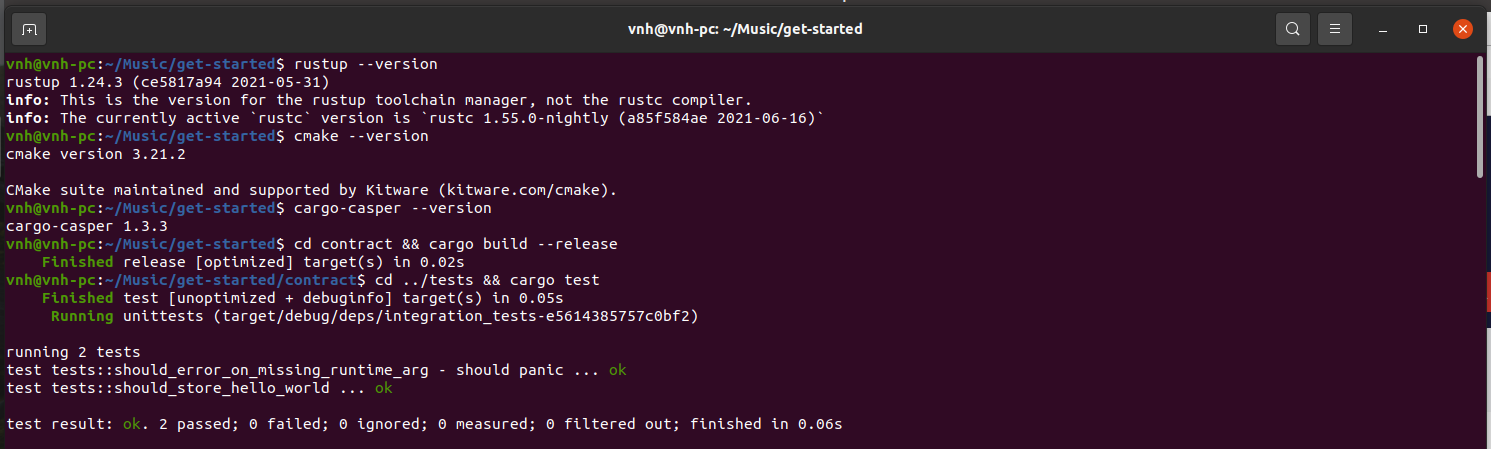 vnh@vnh-pc: ~/Music/get-started
vnh@vnh-pc:~/Music/get-started$ rustup --version
rustup 1.24.3 (ce5817a94 2021-05-31)
info: This is the version for the rustup toolchain manager, not the rustc compiler.
info: The currently active `rustc` version is `rustc 1.55.0-nightly (a85f584ae 2021-06-16)`
vnh@vnh-pc:~/Music/get-started$ cmake --version
cmake version 3.21.2
CMake suite maintained and supported by Kitware (kitware.com/cmake).
vnh@vnh-pc:~/Music/get-started$ cargo-casper --version
cargo-casper 1.3.3
vnh@vnh-pc:~/Music/get-started$ cd contract && cargo build --release
Finished release [optimized] target(s) in 0.02s
vnh@vnh-pc:~/Music/get-started/contract$ cd ../tests && cargo test
Finished test [unoptimized + debuginfo] target(s) in 0.05s
Running unittests (target/debug/deps/integration_tests-e5614385757c0bf2)
running 2 tests
test tests::should_error_on_missing_runtime_arg - should panic ... ok
test tests::should_store_hello_world ... ok
test result: ok. 2 passed; 0 failed; 0 ignored; 0 measured; 0 filtered out; finished in 0.06s